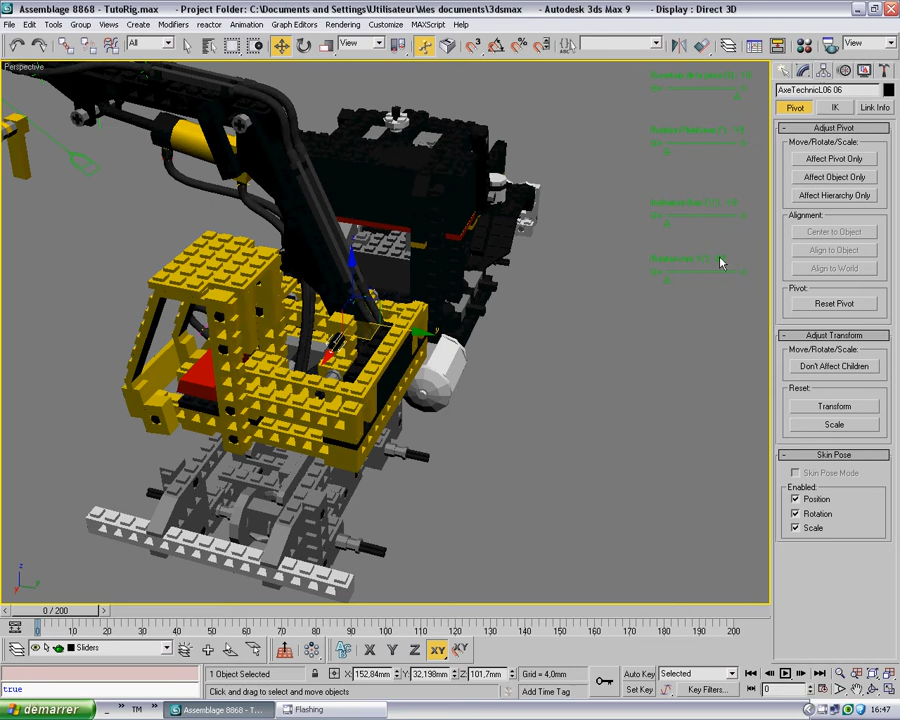 Assemblage 8868 - TutoRig.max - Project Folder: C:\Documents and Settings\Utilisateur\Mes documents\3dsmax - Autodesk 3ds Max 9 - Display : Direct 3D
File Edit Tools Group Views Create Modifiers reactor Animation Graph Editors Rendering Customize MAXScript Help
All View View
Perspective
AxeTechnicL06 06
Pivot IK Link Info
- Adjust Pivot
Move/Rotate/Scale:
Affect Pivot Only
Affect Object Only
Affect Hierarchy Only
Alignment:
Center to Object
Align to Object
Align to World
Pivot:
Reset Pivot
- Adjust Transform
Move/Rotate/Scale:
Don't Affect Children
Reset:
Transform
Scale
- Skin Pose
Skin Pose Mode
Enabled:
Position
Rotation
Scale
z
y
0 / 200
0 10 20 30 40 50 60 70 80 90 100 110 120 130 140 150 160 170 180 190 200
Sliders
X Y Z XY XY
1 Object Selected X: 152,84mm Y: 32,198mm Z: 101,7mm Grid = 4,0mm Auto Key Selected
true Click and drag to select and move objects Add Time Tag Set Key Key Filters... 0
démarrer TM Assemblage 8868 - T... Flashing 16:47